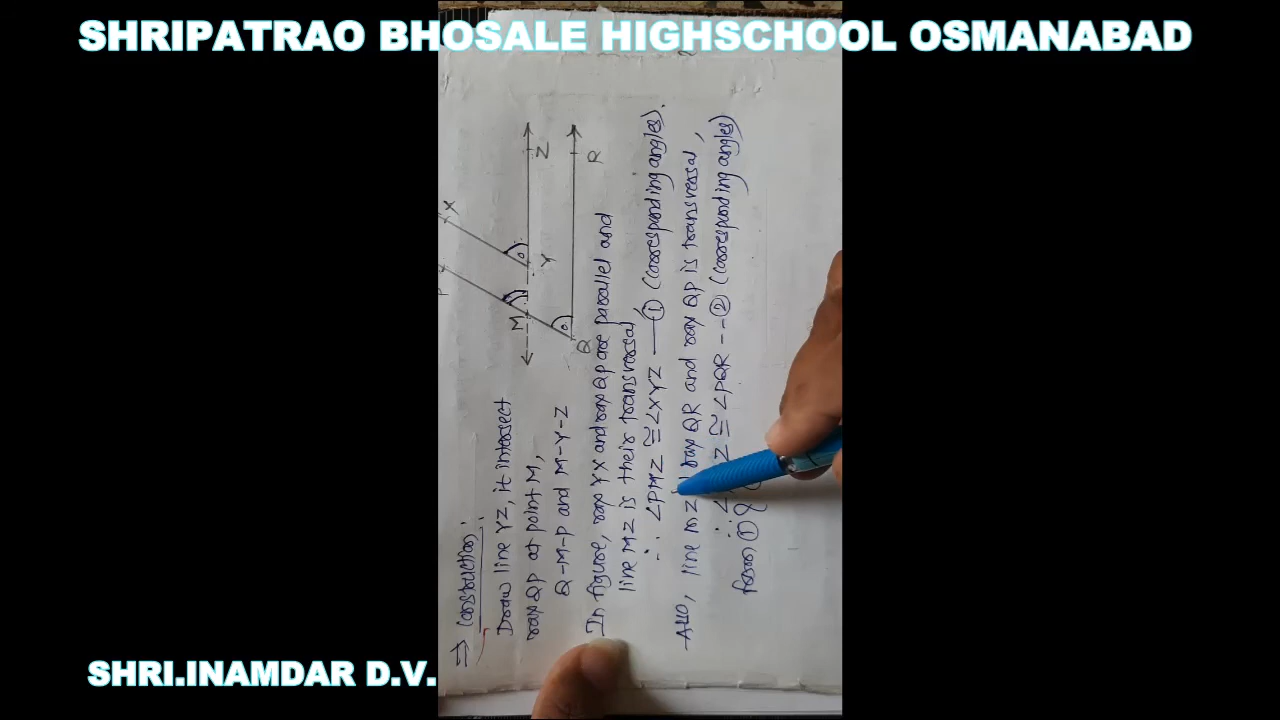 SHRIPATRAO BHOSALE HIGHSCHOOL OSMANABAD
⇒ Construction:
Draw line YZ, it intersect
ray QP at point M,
Q-M-P and M-Y-Z
P
X
M
Y
Z
Q
R
In figure, ray YX and ray QP are parallel and
line MZ is their transversal,
∴ ∠PMZ ≅ ∠XYZ — ① (corresponding angles).
Also, line MZ ray QR and ray QP is transversal,
∴ ∠ Z ≅ ∠PQR -- ② (corresponding angles)
from ① &
SHRI.INAMDAR D.V.